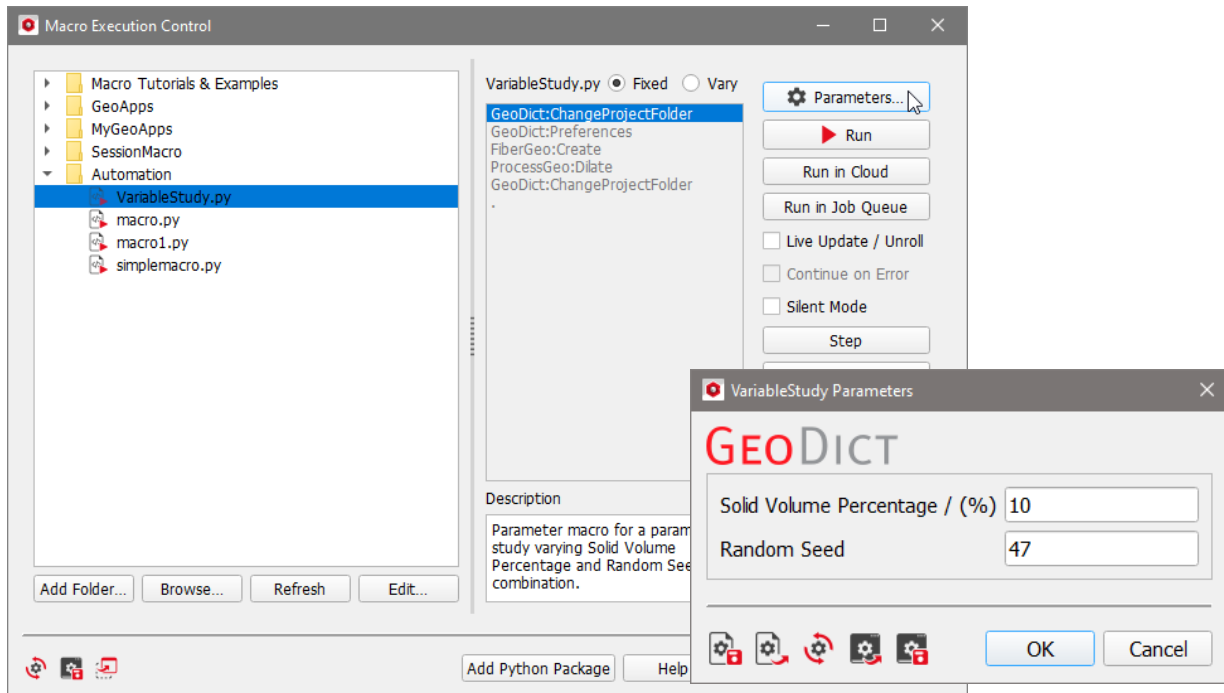 Macro Execution Control
Macro Tutorials & Examples
GeoApps
MyGeoApps
SessionMacro
Automation
VariableStudy.py
macro.py
macro1.py
simplemacro.py
Add Folder...
Browse...
Refresh
Edit...
VariableStudy.py
Fixed
Vary
GeoDict:ChangeProjectFolder
GeoDict:Preferences
FiberGeo:Create
ProcessGeo:Dilate
GeoDict:ChangeProjectFolder
.
Description
Parameter macro for a param
study varying Solid Volume
Percentage and Random See
combination.
Parameters...
Run
Run in Cloud
Run in Job Queue
Live Update / Unroll
Continue on Error
Silent Mode
Step
Add Python Package
Help
VariableStudy Parameters
GEODICT
Solid Volume Percentage / (%) 10
Random Seed 47
OK
Cancel